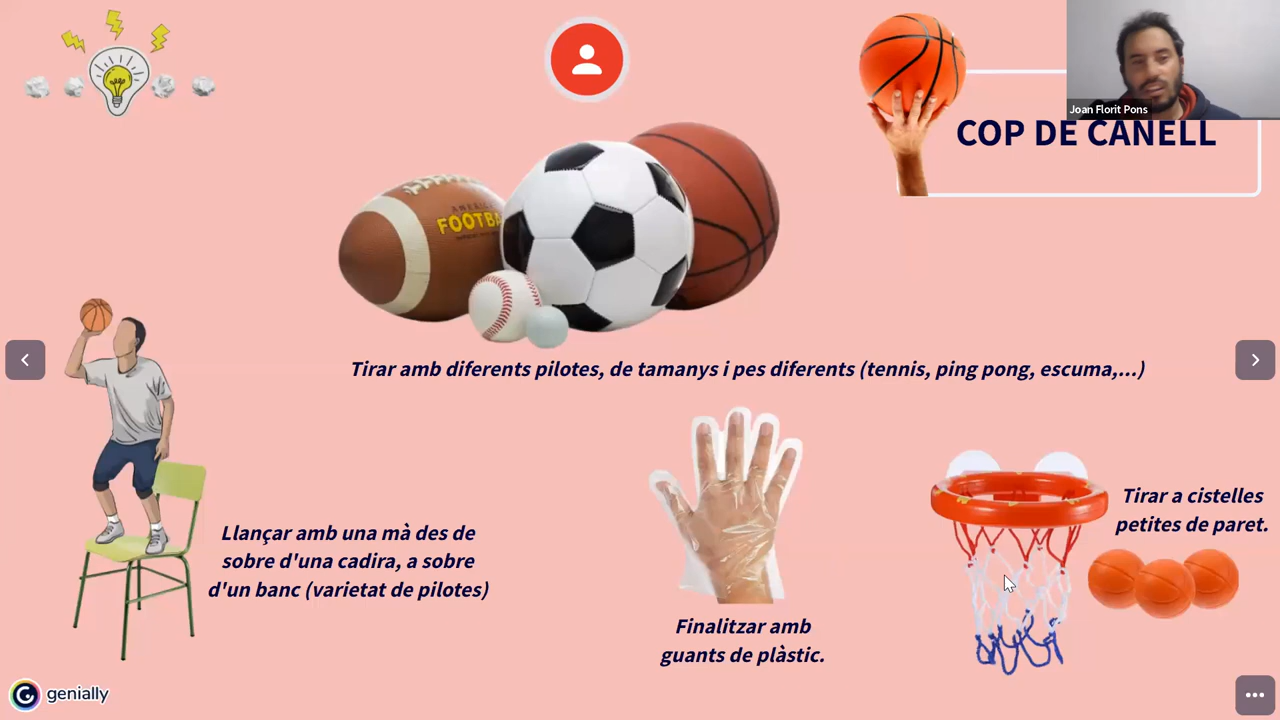 Joan Florit Pons
COP DE CANELL
AMERICAN
FOOTBA
Tirar amb diferents pilotes, de tamanys i pes diferents (tennis, ping pong, escuma,...)
Llançar amb una mà des de
sobre d'una cadira, a sobre
d'un banc (varietat de pilotes)
Finalitzar amb
guants de plàstic.
Tirar a cistelles
petites de paret.
genially